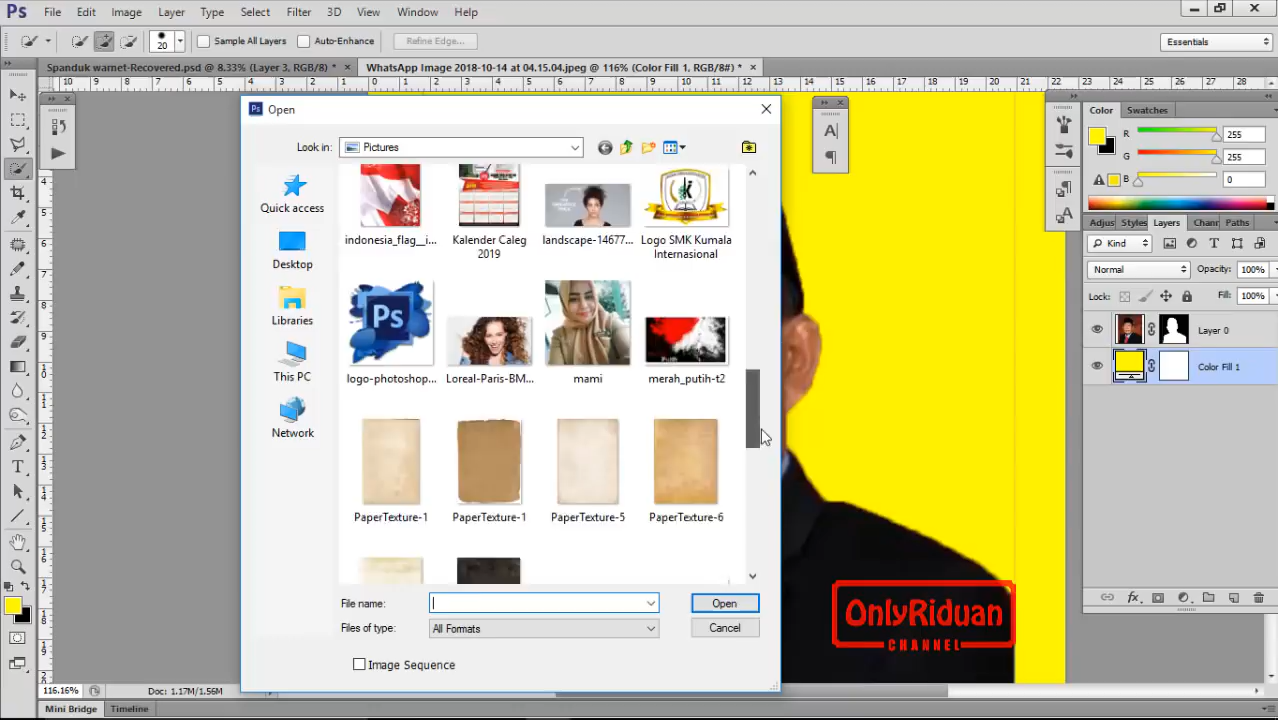 Ps File Edit Image Layer Type Select Filter 3D View Window Help
20 Sample All Layers Auto-Enhance Refine Edge... Essentials
Spanduk warnet-Recovered.psd @ 8.33% (Layer 3, RGB/8) * × WhatsApp Image 2018-10-14 at 04.15.04.jpeg @ 116% (Color Fill 1, RGB/8#) * ×
Open
Look in: Pictures
Quick access
Desktop
Libraries
This PC
Network
indonesia_flag__i...
Kalender Caleg
2019
landscape-14677...
Logo SMK Kumala
Internasional
Ps
logo-photoshop...
Loreal-Paris-BM...
mami
merah_putih-t2
PaperTexture-1
PaperTexture-1
PaperTexture-5
PaperTexture-6
File name: Open
Files of type: All Formats Cancel
Image Sequence
Color Swatches
R 255
G 255
B 0
Adjus Styles Layers Chanr Paths
Kind
Normal Opacity: 100%
Lock: Fill: 100%
Layer 0
Color Fill 1
OnlyRiduan
CHANNEL
116.16% Doc: 1.17M/1.56M
Mini Bridge Timeline